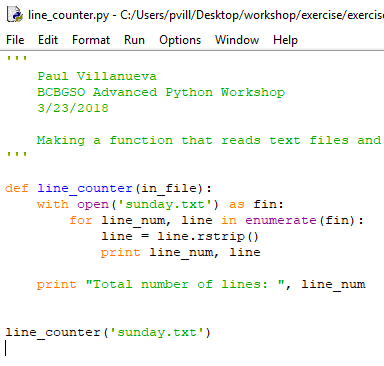 line_counter.py - C:/Users/pvill/Desktop/workshop/exercise/exercise
File Edit Format Run Options Window Help
'''
    Paul Villanueva
    BCBGSO Advanced Python Workshop
    3/23/2018
    Making a function that reads text files and
'''
def line_counter(in_file):
    with open('sunday.txt') as fin:
        for line_num, line in enumerate(fin):
            line = line.rstrip()
            print line_num, line
    print "Total number of lines: ", line_num
line_counter('sunday.txt')